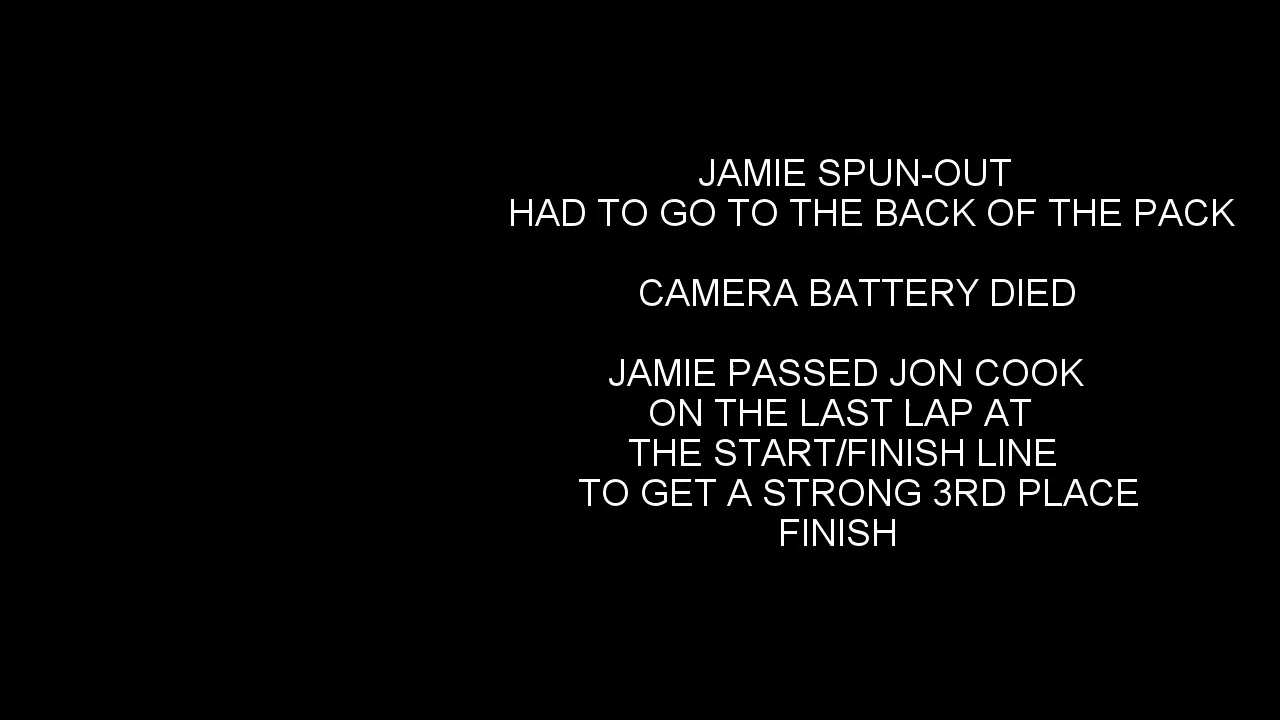 JAMIE SPUN-OUT
HAD TO GO TO THE BACK OF THE PACK
CAMERA BATTERY DIED
JAMIE PASSED JON COOK
ON THE LAST LAP AT
THE START/FINISH LINE
TO GET A STRONG 3RD PLACE
FINISH